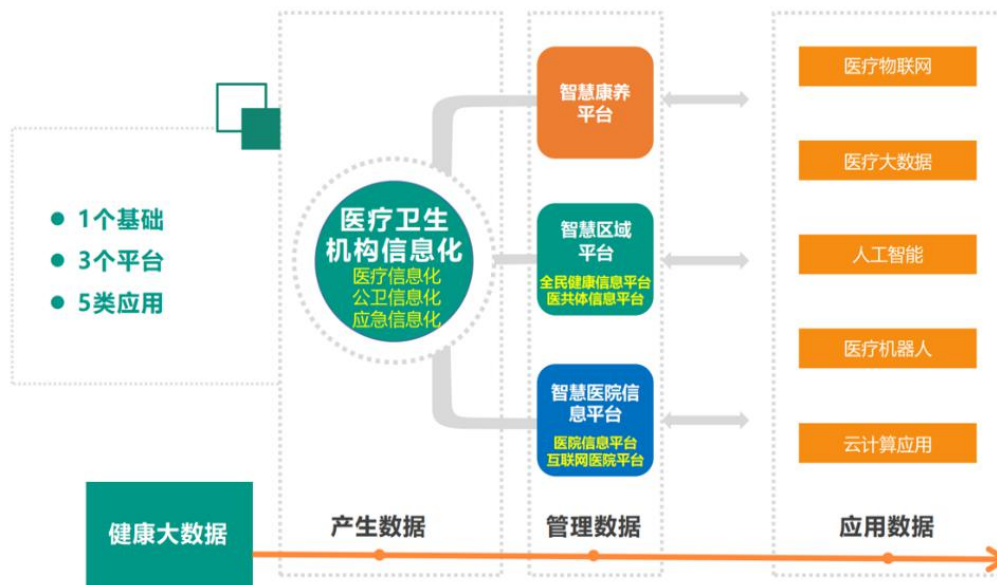 1个基础
3个平台
5类应用
医疗卫生
机构信息化
医疗信息化
公卫信息化
应急信息化
智慧康养
平台
智慧区域
平台
全民健康信息平台
医共体信息平台
智慧医院信
息平台
医院信息平台
互联网医院平台
医疗物联网
医疗大数据
人工智能
医疗机器人
云计算应用
健康大数据
产生数据
管理数据
应用数据